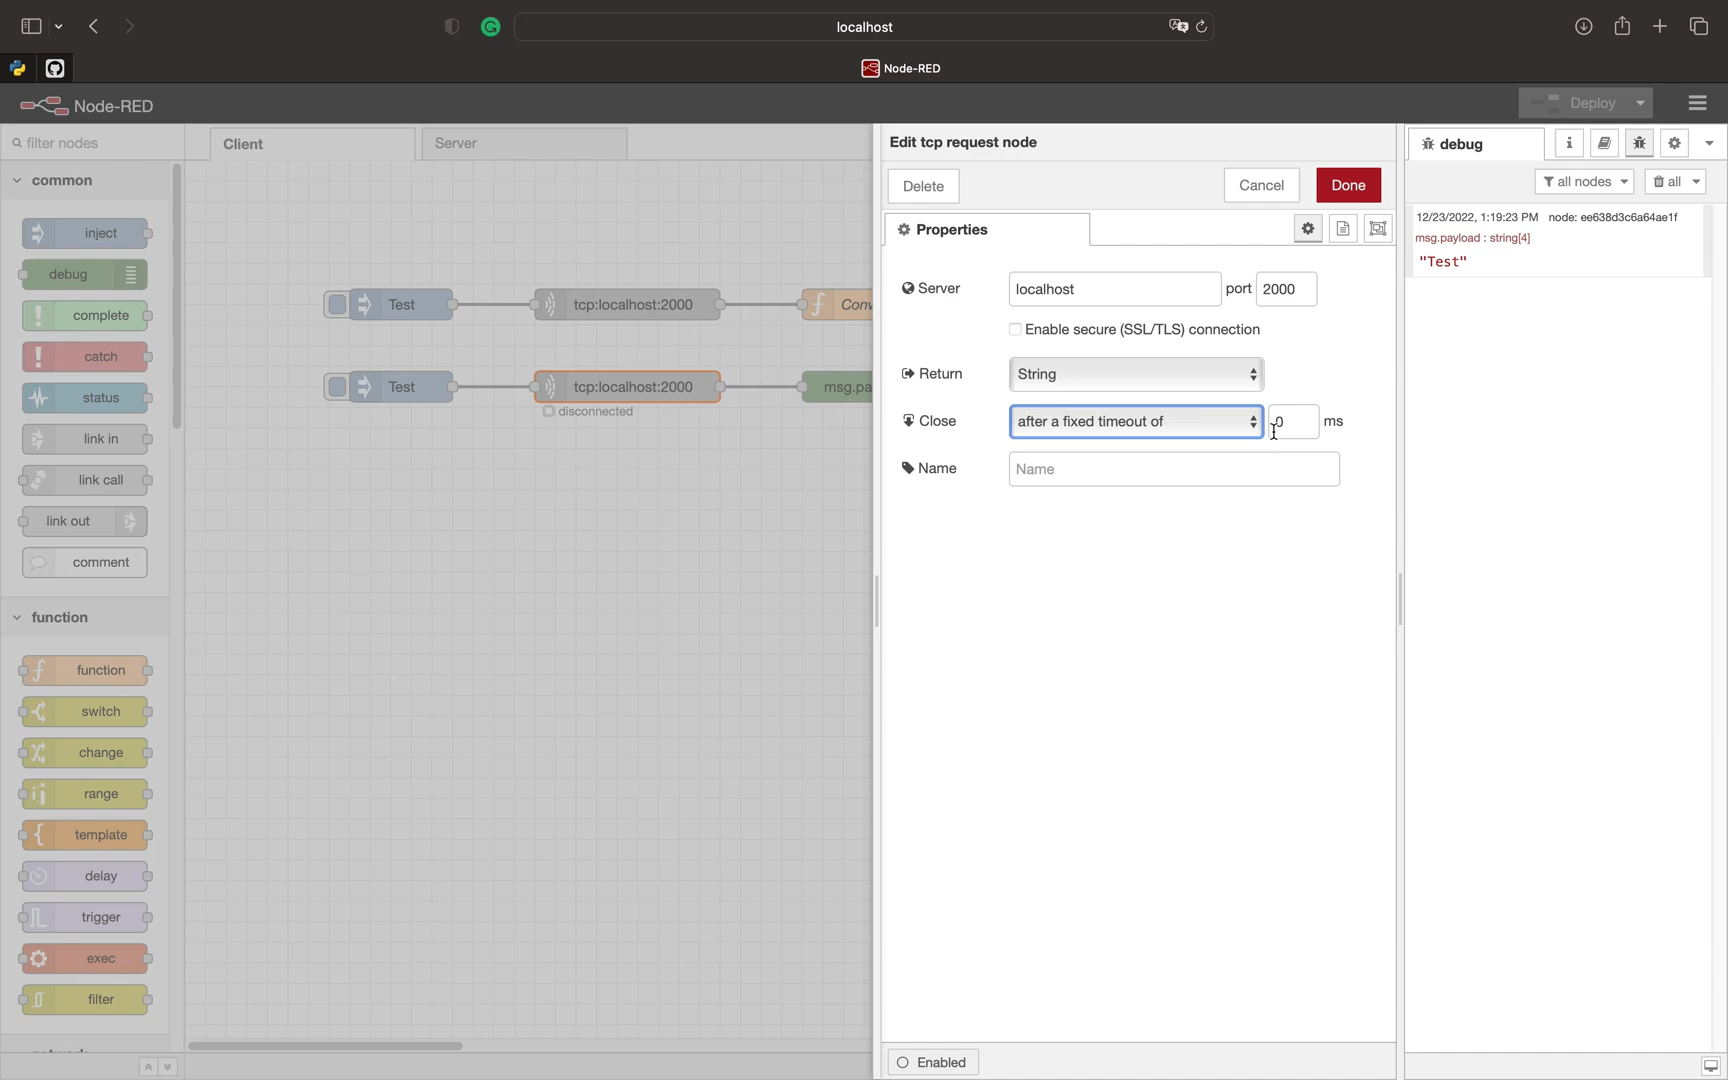 localhost
Node-RED
Node-RED
Deploy
filter nodes
Client
Server
Edit tcp request node
debug
common
Delete
Cancel
Done
all nodes
all
inject
Properties
12/23/2022, 1:19:23 PM node: ee638d3c6a64ae1f
msg.payload : string[4]
"Test"
debug
Server
localhost
port
2000
Test
tcp:localhost:2000
Conv
complete
Enable secure (SSL/TLS) connection
catch
Return
String
Test
tcp:localhost:2000
msg.pa
disconnected
status
Close
after a fixed timeout of
0
ms
link in
Name
Name
link call
link out
comment
function
function
switch
change
range
template
delay
trigger
exec
filter
Enabled